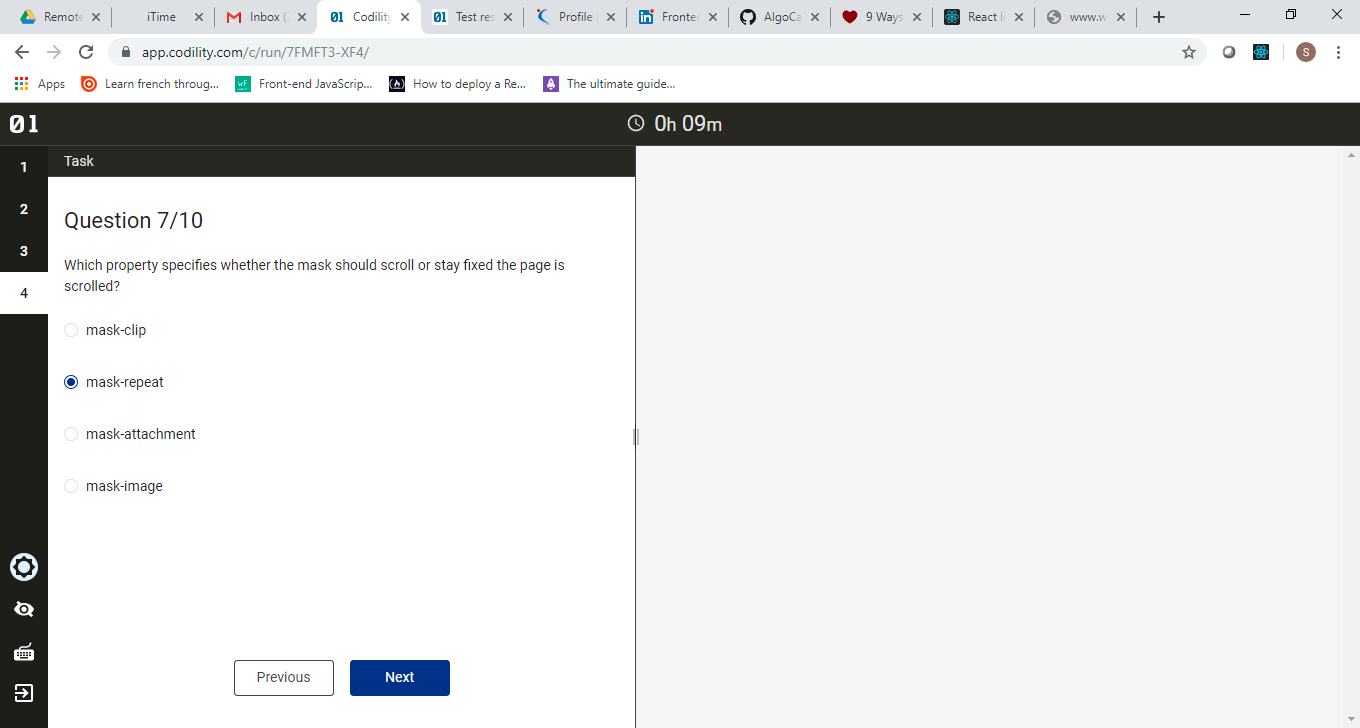 Remote
iTime
Inbox (
Codility
Test res
Profile
Fronter
AlgoCa
9 Ways
React li
www.w
app.codility.com/c/run/7FMFT3-XF4/
S
Apps
Learn french throug...
Front-end JavaScrip...
How to deploy a Re...
The ultimate guide...
01
0h 09m
1
2
3
4
Task
Question 7/10
Which property specifies whether the mask should scroll or stay fixed the page is
scrolled?
mask-clip
mask-repeat
mask-attachment
mask-image
Previous
Next